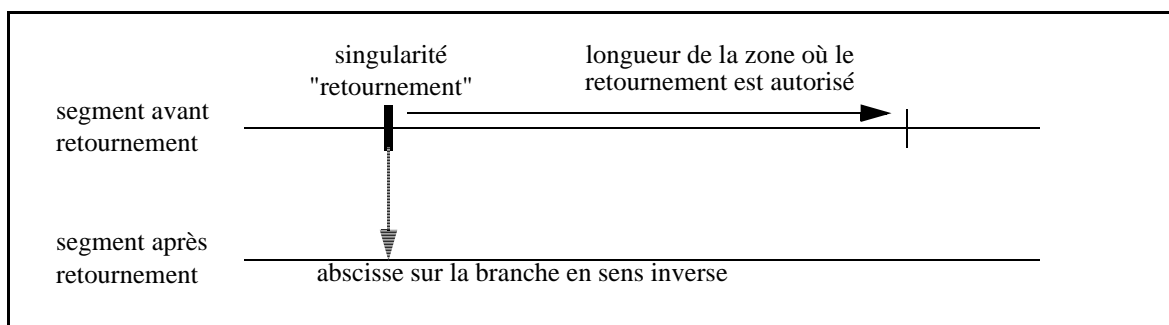 singularité
"retournement"
longueur de la zone où le
retournement est autorisé
segment avant
retournement
segment après
retournement
abscisse sur la branche en sens inverse